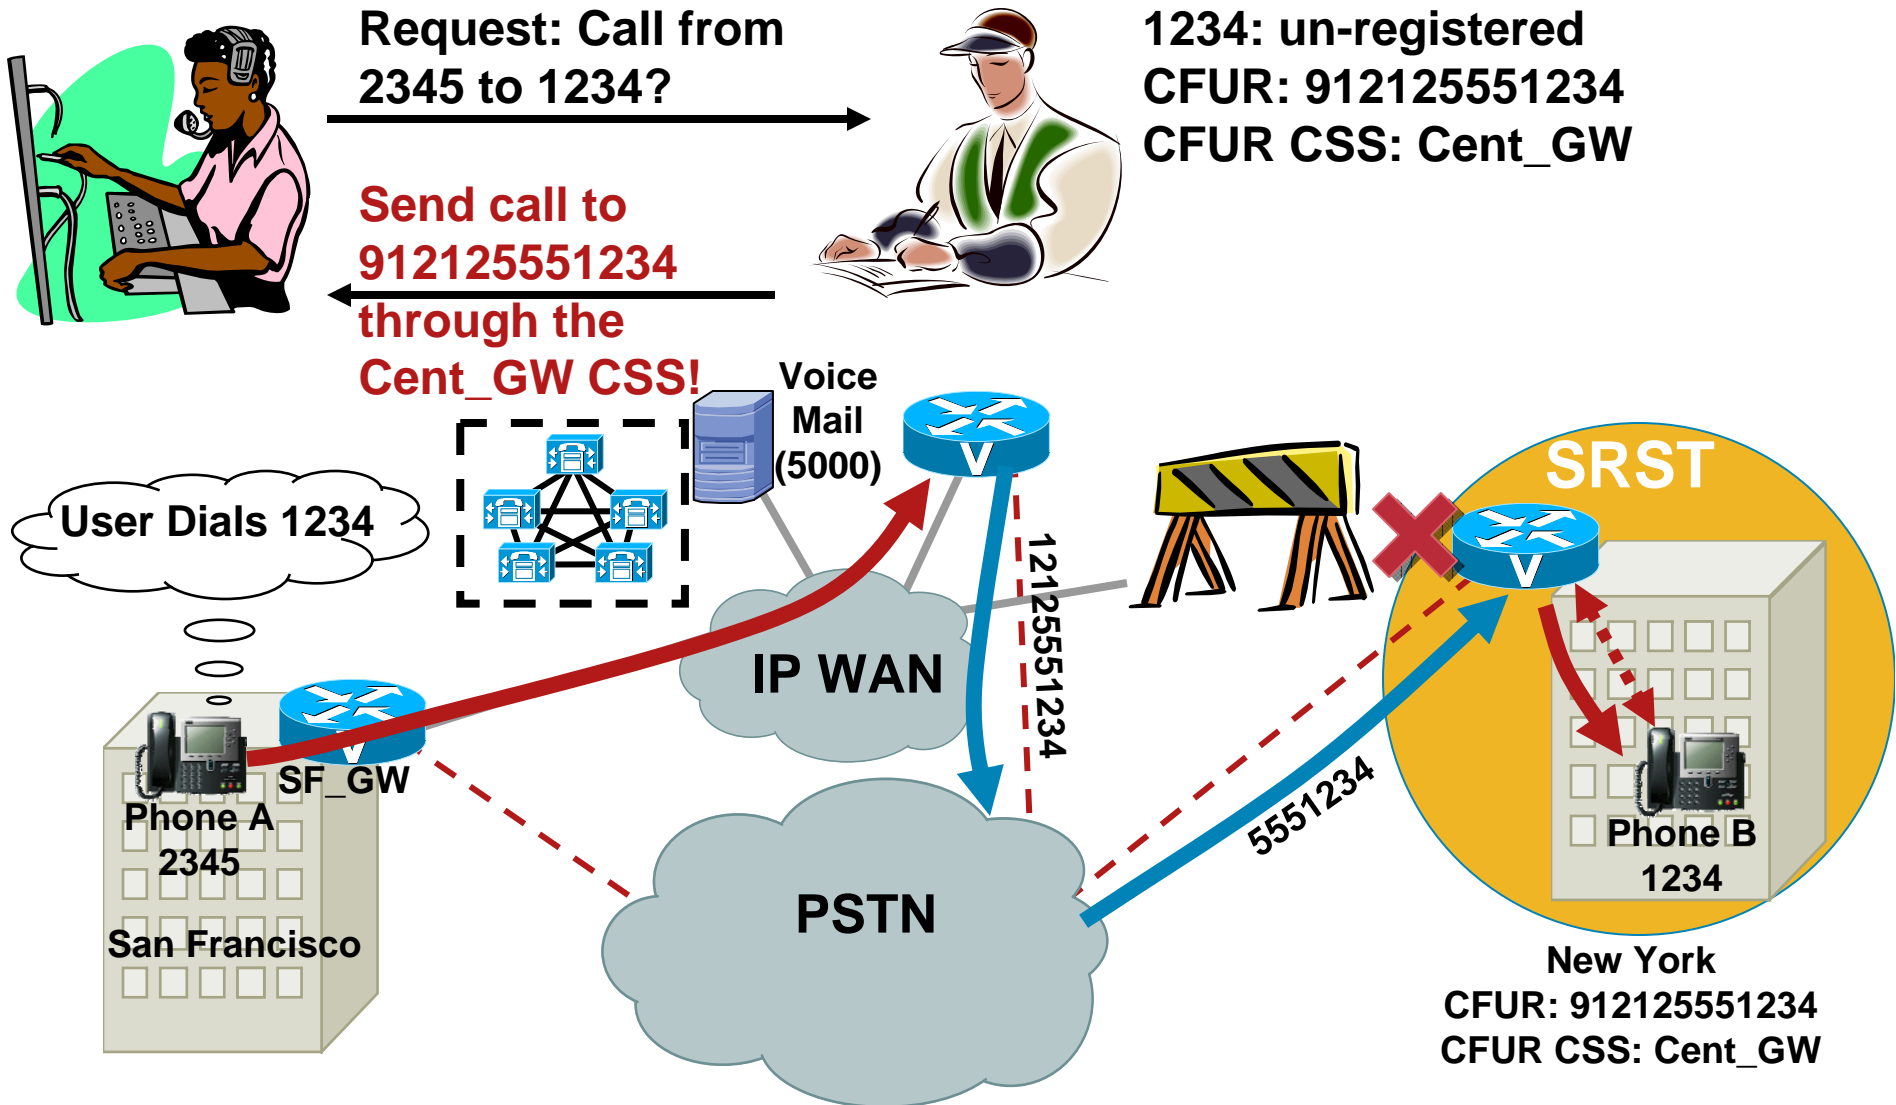 Request: Call from
2345 to 1234?
1234: un-registered
CFUR: 912125551234
CFUR CSS: Cent_GW
Send call to
912125551234
through the
Cent_GW CSS!
Voice
Mail
(5000)
V
SRST
User Dials 1234
V
12125551234
IP WAN
V
SF_GW
Phone A
2345
5551234
Phone B
1234
PSTN
San Francisco
New York
CFUR: 912125551234
CFUR CSS: Cent_GW